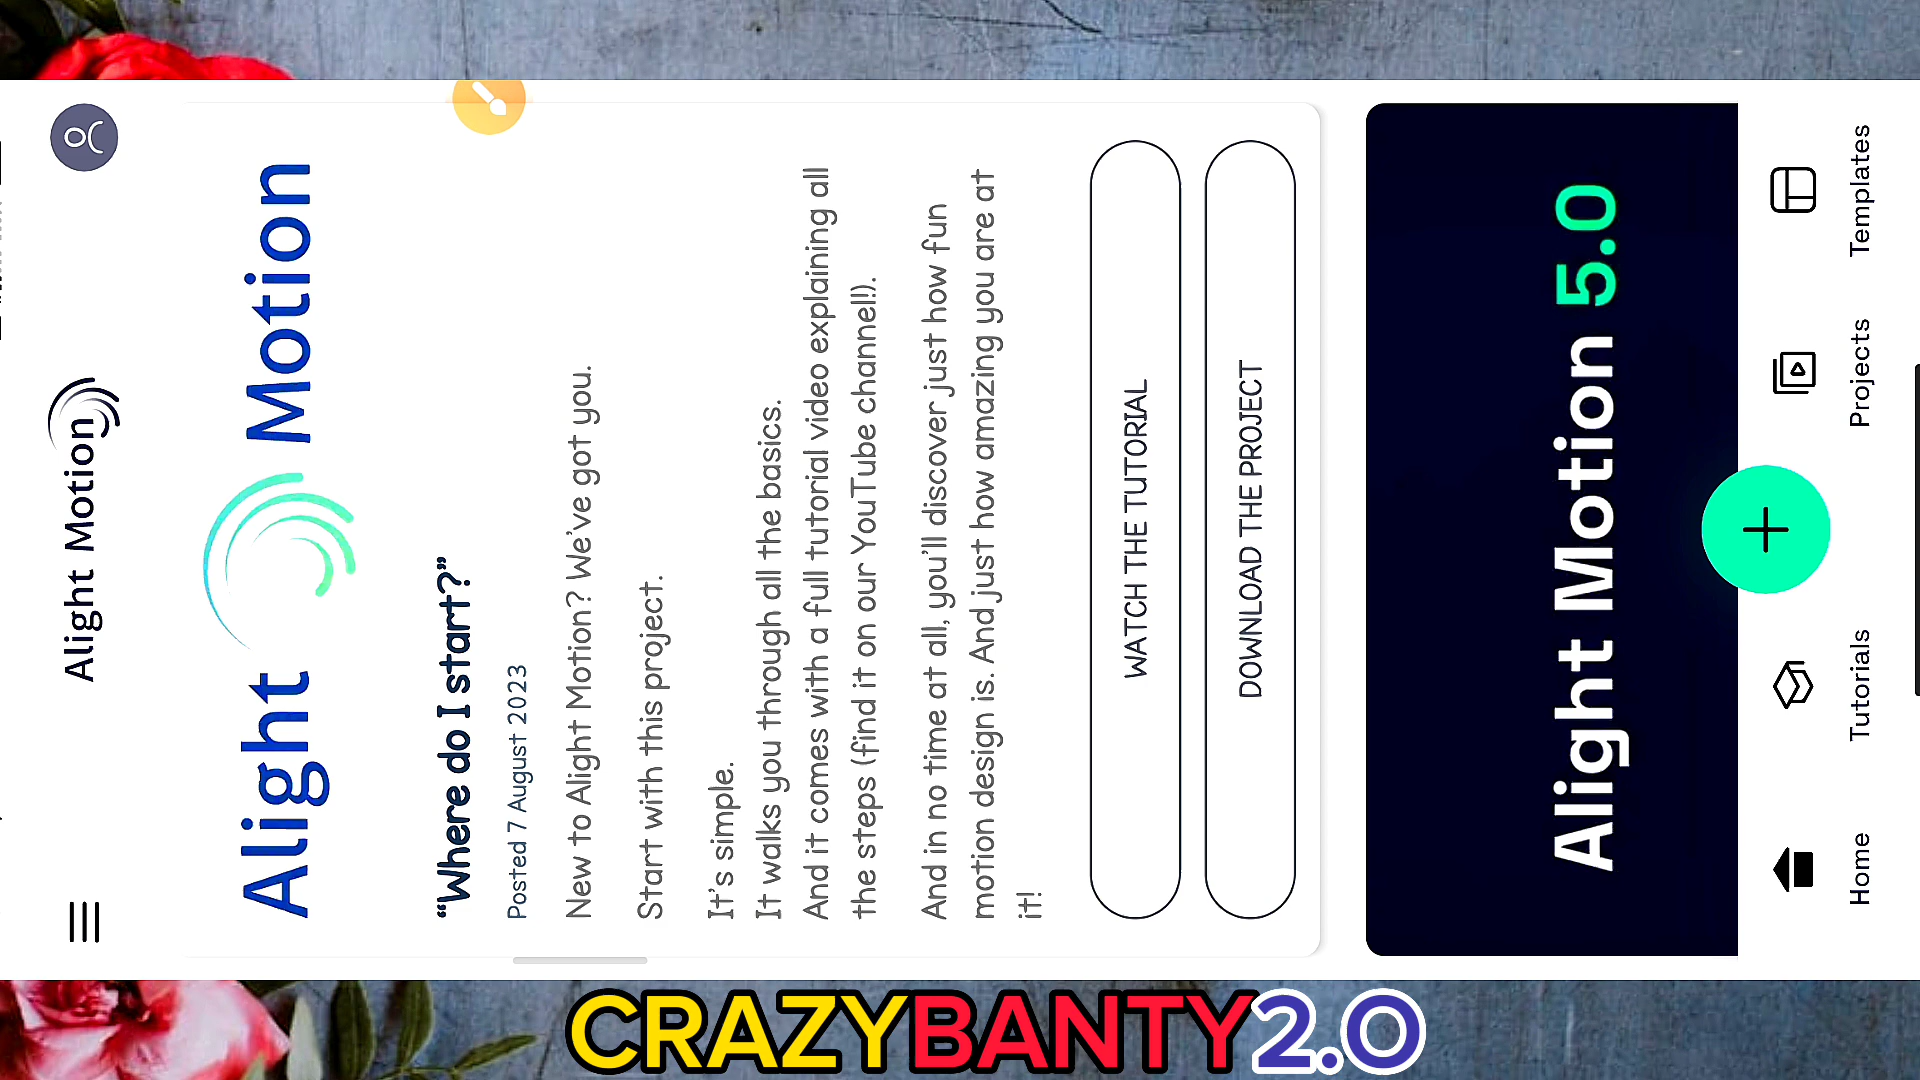 Alight Motion
Alight Motion
“Where do I start?”
Posted 7 August 2023
New to Alight Motion? We’ve got you.
Start with this project.
It’s simple.
It walks you through all the basics.
And it comes with a full tutorial video explaining all
the steps (find it on our YouTube channel!).
And in no time at all, you’ll discover just how fun
motion design is. And just how amazing you are at
it!
WATCH THE TUTORIAL
DOWNLOAD THE PROJECT
Alight Motion 5.0
Home
Tutorials
Projects
Templates
CRAZYBANTY2.O